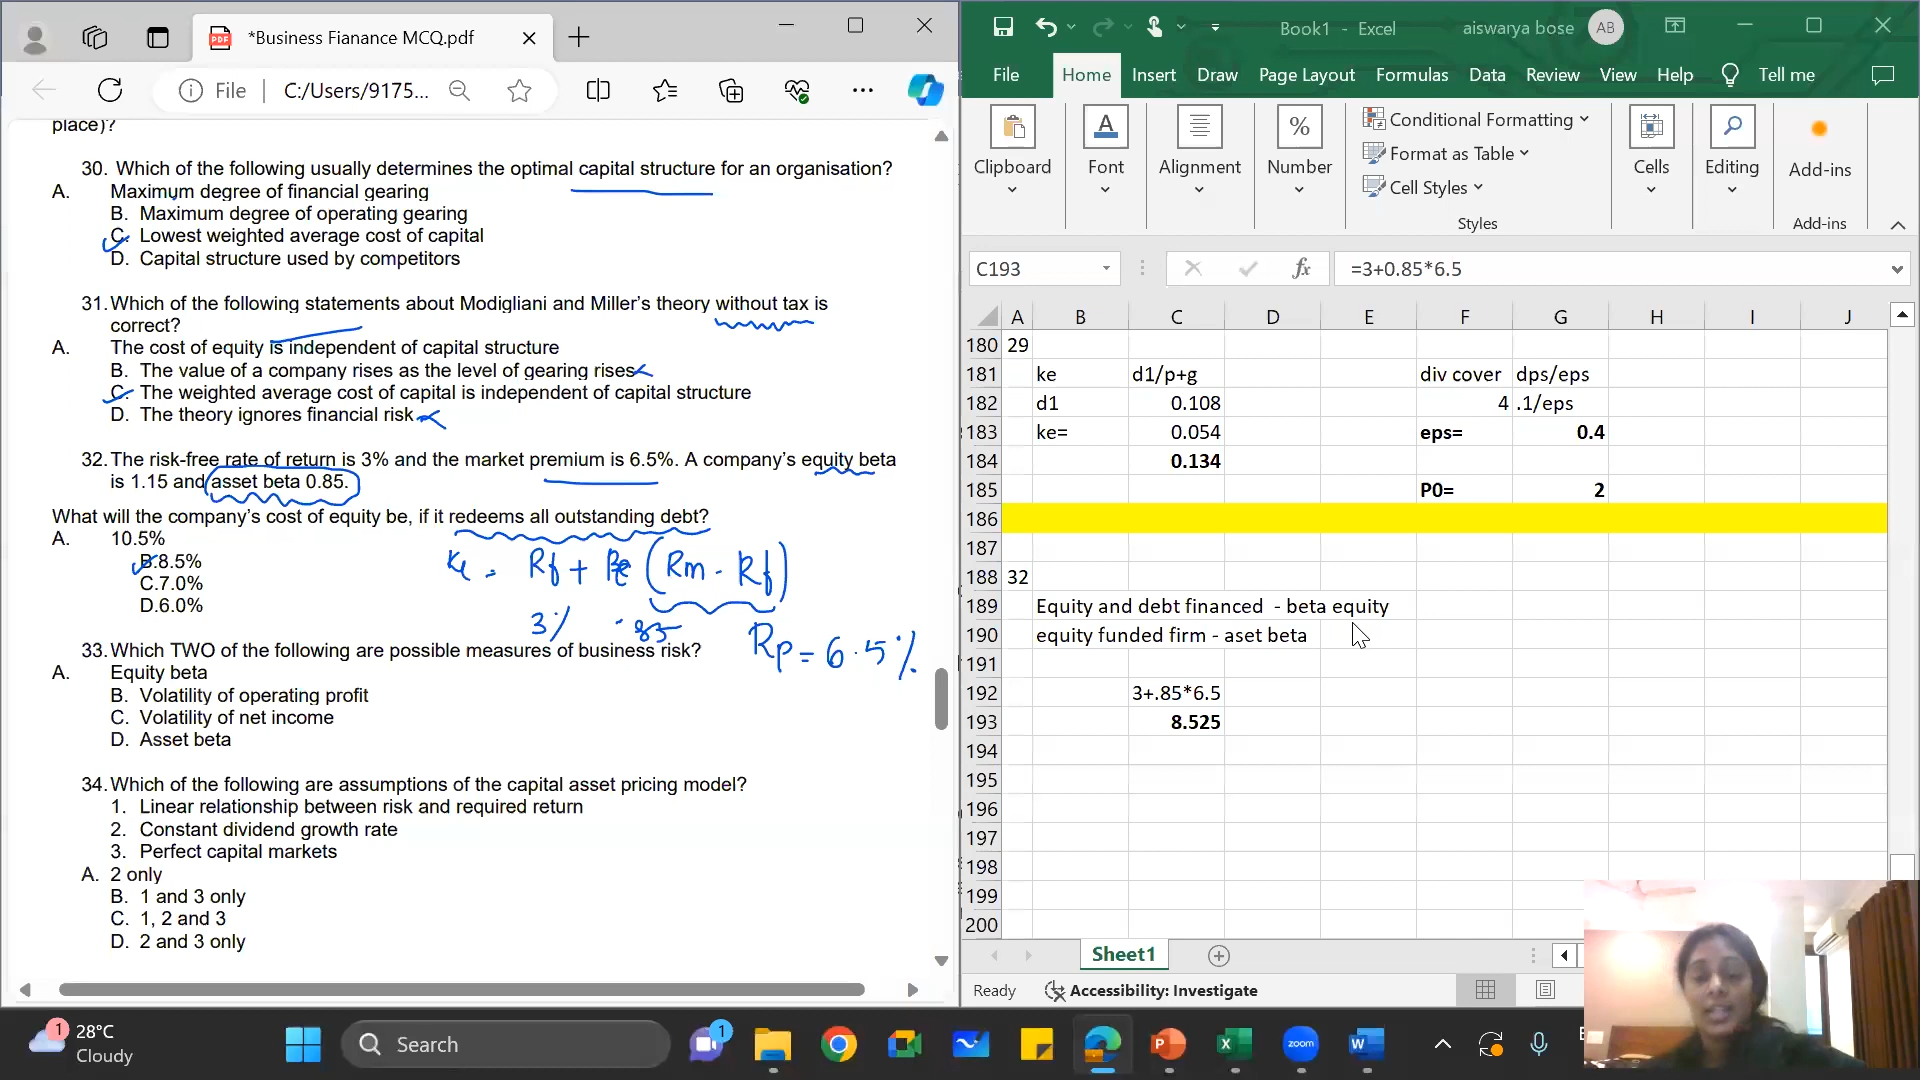 *Business Fianance MCQ.pdf
File
C:/Users/9175...
place)?
30. Which of the following usually determines the optimal capital structure for an organisation?
A. Maximum degree of financial gearing
B. Maximum degree of operating gearing
C. Lowest weighted average cost of capital
D. Capital structure used by competitors
31. Which of the following statements about Modigliani and Miller's theory without tax is
correct?
A. The cost of equity is independent of capital structure
B. The value of a company rises as the level of gearing rises
C. The weighted average cost of capital is independent of capital structure
D. The theory ignores financial risk
32. The risk-free rate of return is 3% and the market premium is 6.5%. A company's equity beta
is 1.15 and asset beta 0.85.
What will the company's cost of equity be, if it redeems all outstanding debt?
A. 10.5%
B.8.5%
C.7.0%
D.6.0%
Ke = Rf + (Rm - Rf)
3% .85
Rp = 6.5%
33. Which TWO of the following are possible measures of business risk?
A. Equity beta
B. Volatility of operating profit
C. Volatility of net income
D. Asset beta
34. Which of the following are assumptions of the capital asset pricing model?
1. Linear relationship between risk and required return
2. Constant dividend growth rate
3. Perfect capital markets
A. 2 only
B. 1 and 3 only
C. 1, 2 and 3
D. 2 and 3 only
Book1 - Excel
aiswarya bose
AB
File Home Insert Draw Page Layout Formulas Data Review View Help Tell me
Clipboard
Font
Alignment
Number
Conditional Formatting
Format as Table
Cell Styles
Styles
Cells
Editing
Add-ins
Add-ins
C193
fx
=3+0.85*6.5
A B C D E F G H I J
180 29
181 ke d1/p+g div cover dps/eps
182 d1 0.108 4 .1/eps
183 ke= 0.054 eps= 0.4
184 0.134
185 P0= 2
186
187
188 32
189 Equity and debt financed - beta equity
190 equity funded firm - aset beta
191
192 3+.85*6.5
193 8.525
194
195
196
197
198
199
200
Sheet1
Ready
Accessibility: Investigate
1
28°C
Cloudy
Search
1
zoom